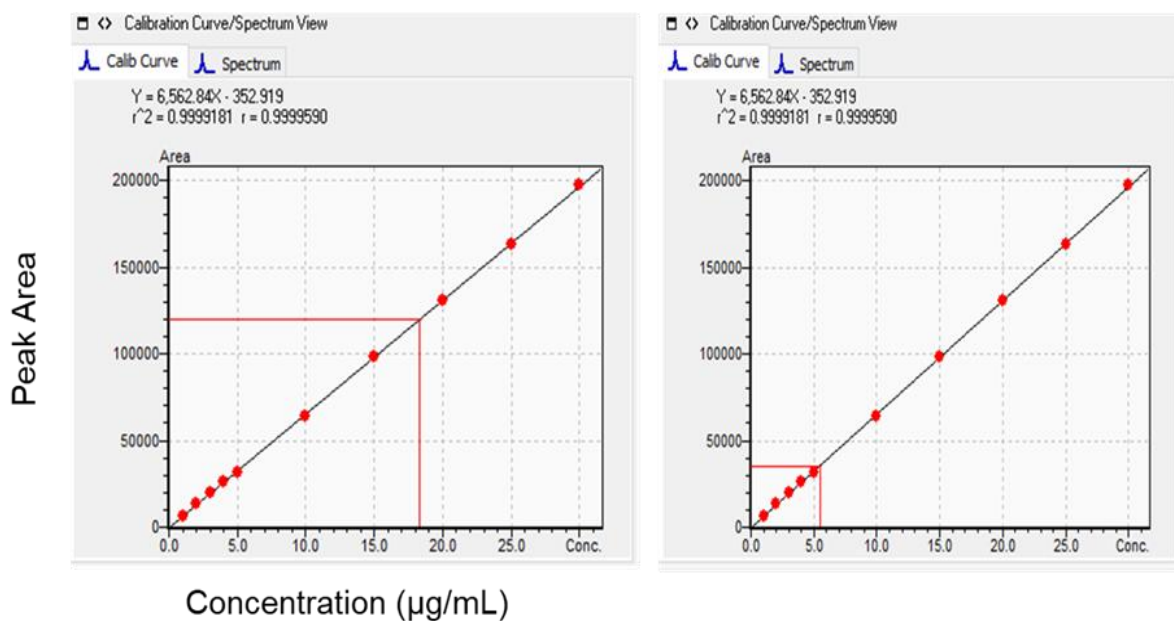 Calibration Curve/Spectrum View
Calib Curve Spectrum
Y = 6,562.84X - 352.919
r^2 = 0.9999181 r = 0.9999590
Area
200000
150000
100000
50000
0
0.0 5.0 10.0 15.0 20.0 25.0 Conc.
Calibration Curve/Spectrum View
Calib Curve Spectrum
Y = 6,562.84X - 352.919
r^2 = 0.9999181 r = 0.9999590
Area
200000
150000
100000
50000
0
0.0 5.0 10.0 15.0 20.0 25.0 Conc.
Peak Area
Concentration (µg/mL)